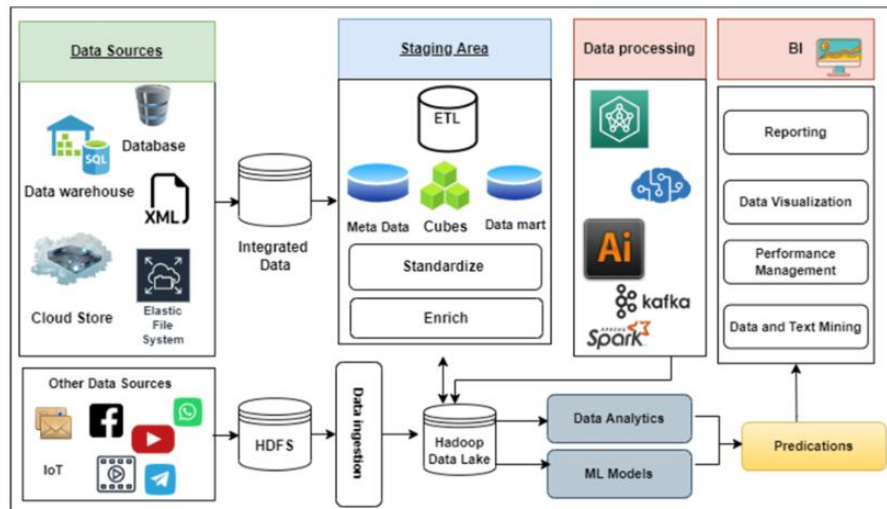 Data Sources
Database
SQL
Data warehouse
XML
Cloud Store
Elastic
File
System
Integrated
Data
Staging Area
ETL
Meta Data
Cubes
Data mart
Standardize
Enrich
Data processing
Ai
kafka
APACHE
Spark
BI
Reporting
Data Visualization
Performance
Management
Data and Text Mining
Other Data Sources
IoT
HDFS
Data ingestion
Hadoop
Data Lake
Data Analytics
ML Models
Predications